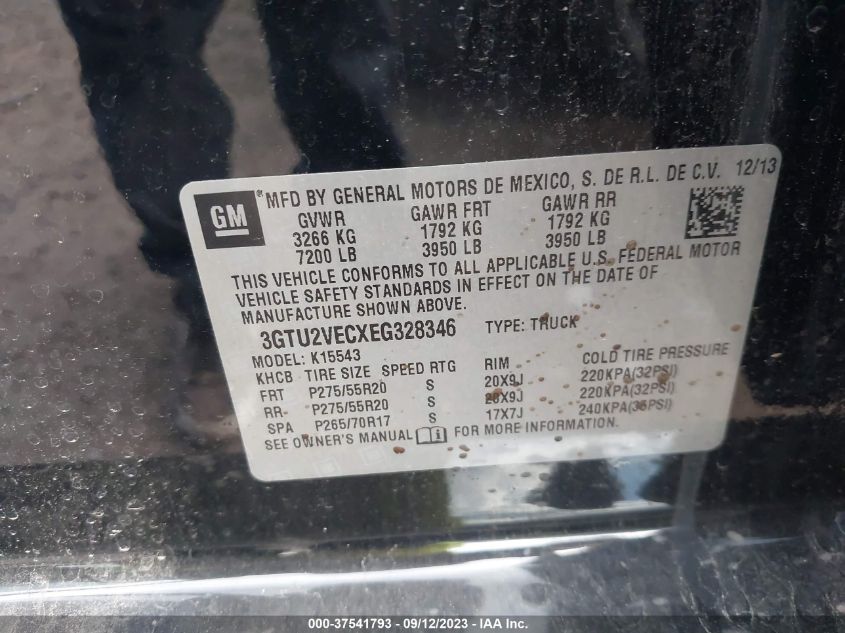 GM ® MFD BY GENERAL MOTORS DE MEXICO, S. DE R.L. DE C.V. 12/13
GVWR GAWR FRT GAWR RR
3266 KG 1792 KG 1792 KG
7200 LB 3950 LB 3950 LB
THIS VEHICLE CONFORMS TO ALL APPLICABLE U.S. FEDERAL MOTOR
VEHICLE SAFETY STANDARDS IN EFFECT ON THE DATE OF
MANUFACTURE SHOWN ABOVE.
3GTU2VECXEG328346 TYPE: TRUCK
MODEL: K15543
KHCB TIRE SIZE SPEED RTG RIM COLD TIRE PRESSURE
FRT P275/55R20 S 20X9J 220KPA(32PSI)
RR P275/55R20 S 20X9J 220KPA(32PSI)
SPA P265/70R17 S 17X7J 240KPA(35PSI)
SEE OWNER'S MANUAL i FOR MORE INFORMATION.
000-37541793 - 09/12/2023 - IAA Inc.